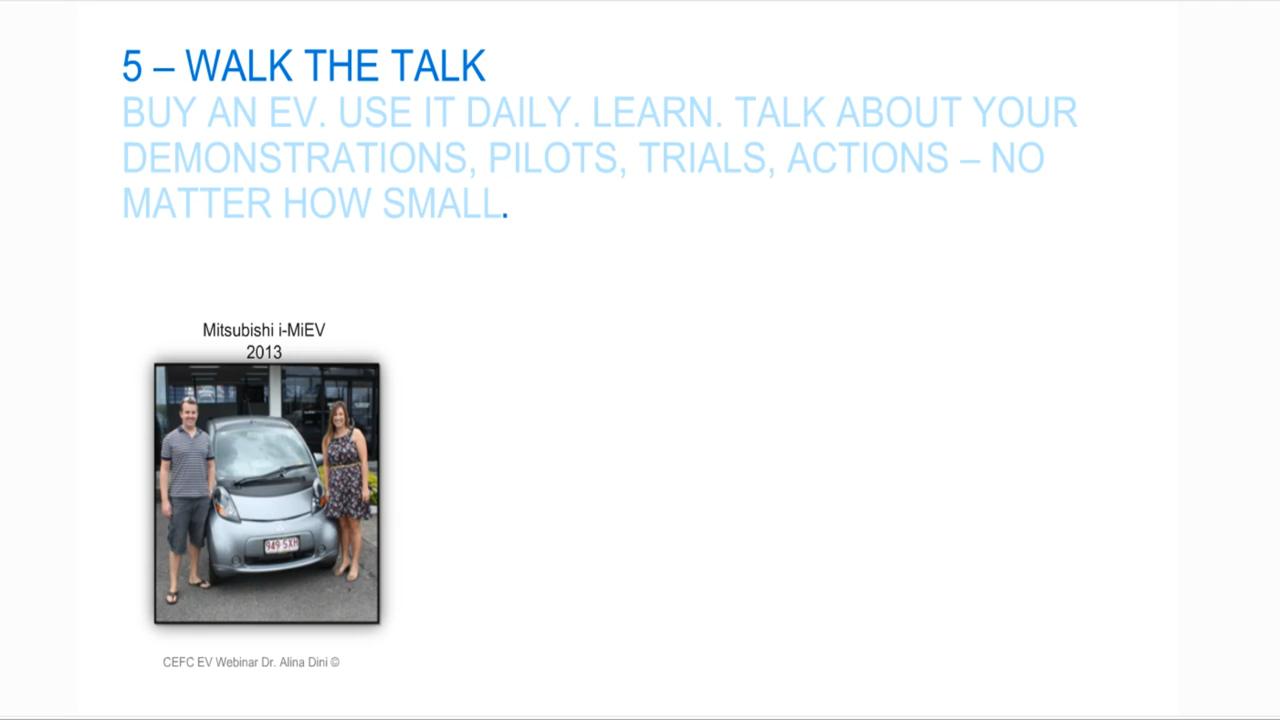 5 – WALK THE TALK
BUY AN EV. USE IT DAILY. LEARN. TALK ABOUT YOUR
DEMONSTRATIONS, PILOTS, TRIALS, ACTIONS – NO
MATTER HOW SMALL.
Mitsubishi i-MiEV
2013
949 SXH
CEFC EV Webinar Dr. Alina Dini ©